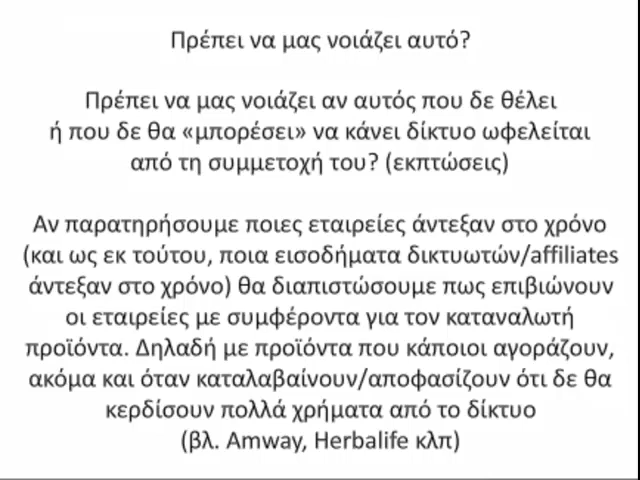 Πρέπει να μας νοιάζει αυτό?
Πρέπει να μας νοιάζει αν αυτός που δε θέλει
ή που δε θα «μπορέσει» να κάνει δίκτυο ωφελείται
από τη συμμετοχή του? (εκπτώσεις)
Αν παρατηρήσουμε ποιες εταιρείες άντεξαν στο χρόνο
(και ως εκ τούτου, ποια εισοδήματα δικτυωτών/affiliates
άντεξαν στο χρόνο) θα διαπιστώσουμε πως επιβιώνουν
οι εταιρείες με συμφέροντα για τον καταναλωτή
προϊόντα. Δηλαδή με προϊόντα που κάποιοι αγοράζουν,
ακόμα και όταν καταλαβαίνουν/αποφασίζουν ότι δε θα
κερδίσουν πολλά χρήματα από το δίκτυο
(βλ. Amway, Herbalife κλπ)